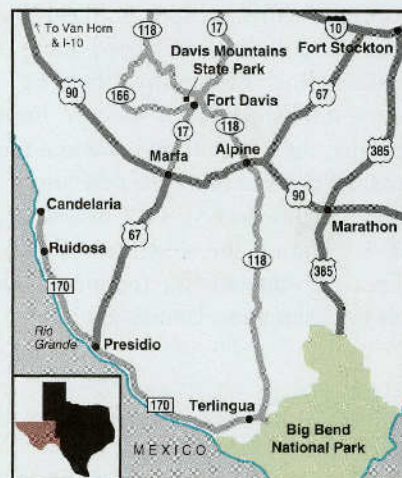 ↖ To Van Horn
& I-10
118
17
10
Fort Stockton
Davis Mountains
State Park
166
Fort Davis
90
67
17
118
385
Marfa
Alpine
90
Candelaria
Marathon
67
Ruidosa
118
385
170
Rio
Grande
Presidio
170
Terlingua
Big Bend
National Park
MEXICO